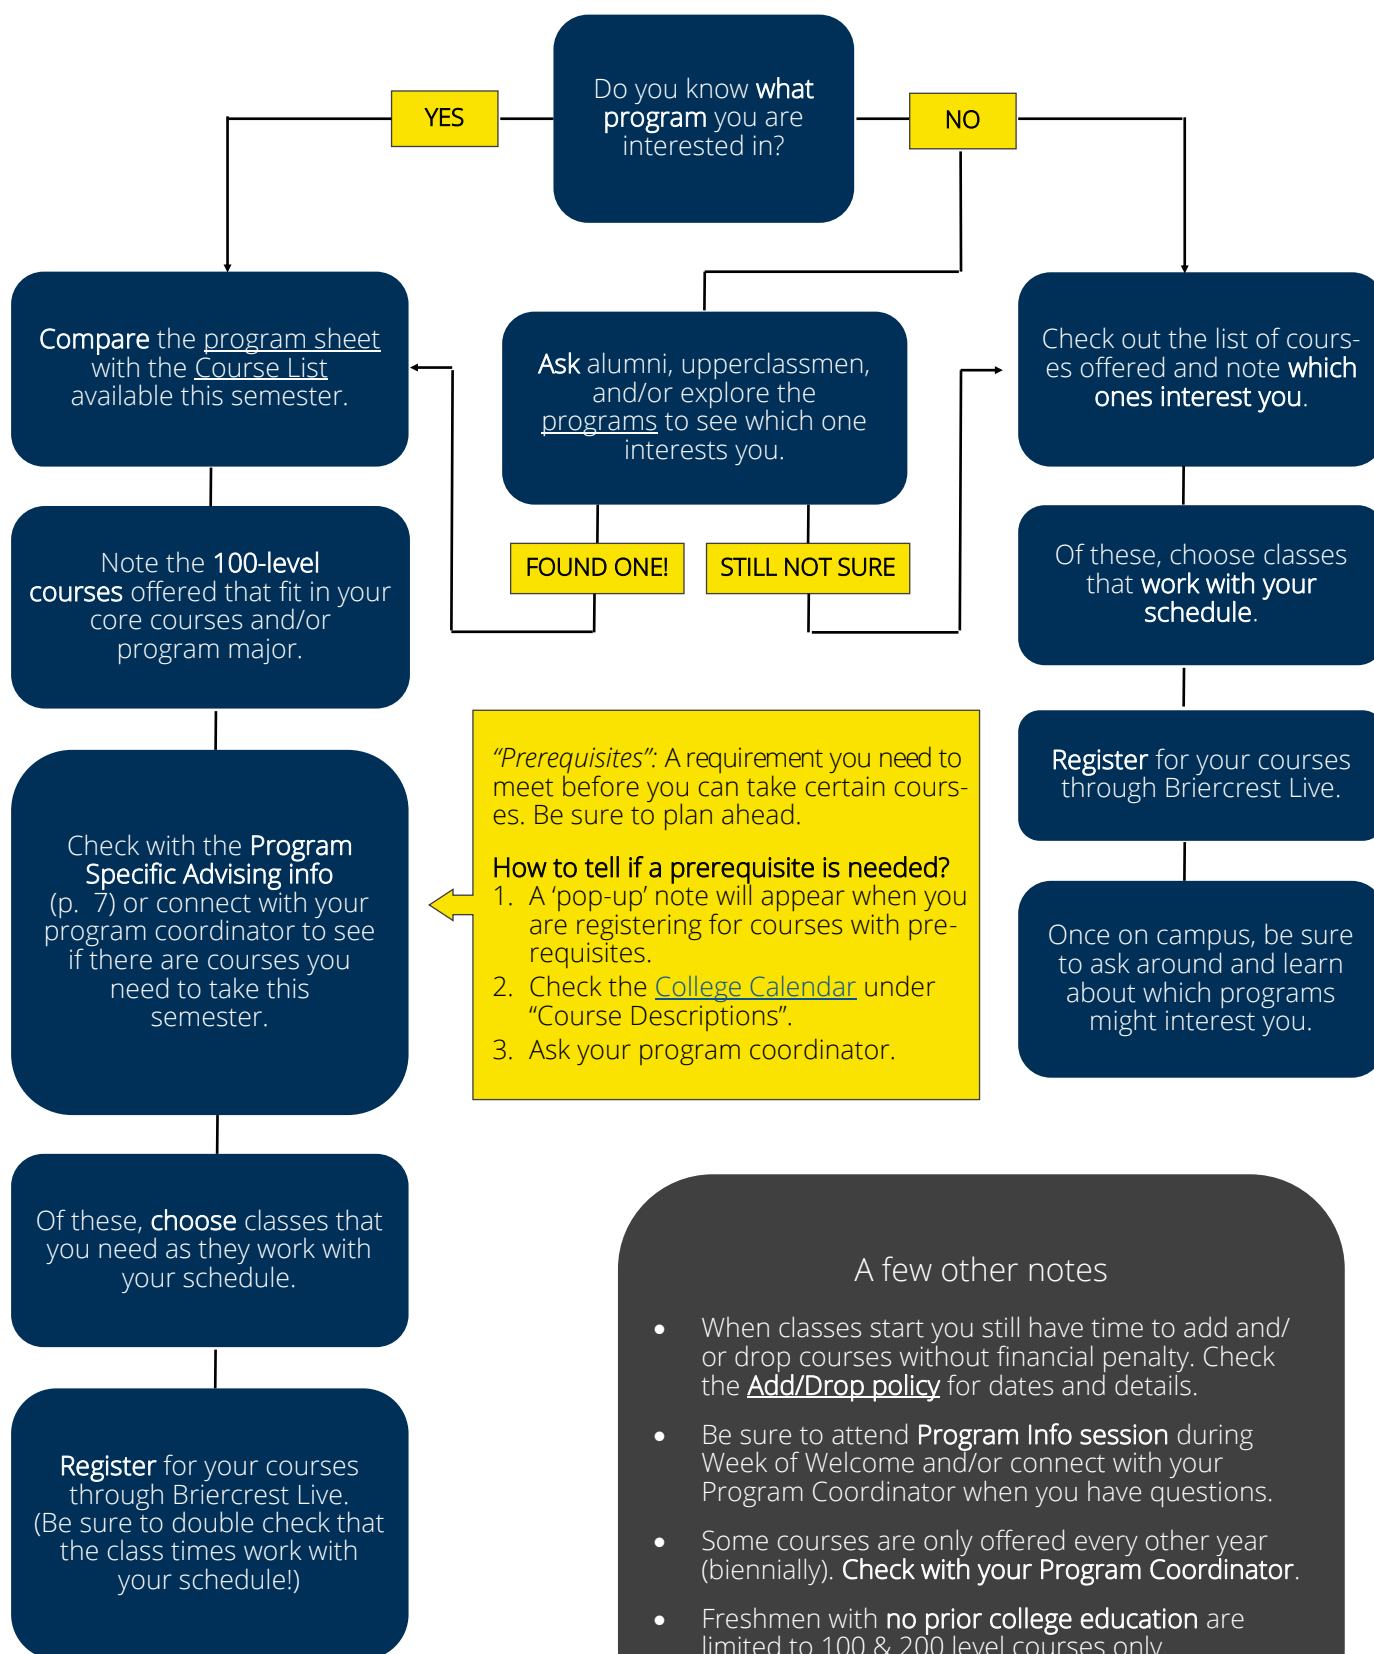 Do you know what
program you are
interested in?
YES
NO
Compare the program sheet
with the Course List
available this semester.
Ask alumni, upperclassmen,
and/or explore the
programs to see which one
interests you.
Check out the list of cours-
es offered and note which
ones interest you.
Note the 100-level
courses offered that fit in your
core courses and/or
program major.
FOUND ONE!
STILL NOT SURE
Of these, choose classes
that work with your
schedule.
Check with the Program
Specific Advising info
(p. 7) or connect with your
program coordinator to see
if there are courses you
need to take this
semester.
"Prerequisites": A requirement you need to
meet before you can take certain cours-
es. Be sure to plan ahead.
How to tell if a prerequisite is needed?
1. A ‘pop-up’ note will appear when you
are registering for courses with pre-
requisites.
2. Check the College Calendar under
“Course Descriptions”.
3. Ask your program coordinator.
Register for your courses
through Briercrest Live.
Once on campus, be sure
to ask around and learn
about which programs
might interest you.
Of these, choose classes that
you need as they work with
your schedule.
Register for your courses
through Briercrest Live.
(Be sure to double check that
the class times work with
your schedule!)
A few other notes
• When classes start you still have time to add and/
or drop courses without financial penalty. Check
the Add/Drop policy for dates and details.
• Be sure to attend Program Info session during
Week of Welcome and/or connect with your
Program Coordinator when you have questions.
• Some courses are only offered every other year
(biennially). Check with your Program Coordinator.
• Freshmen with no prior college education are
limited to 100 & 200 level courses only